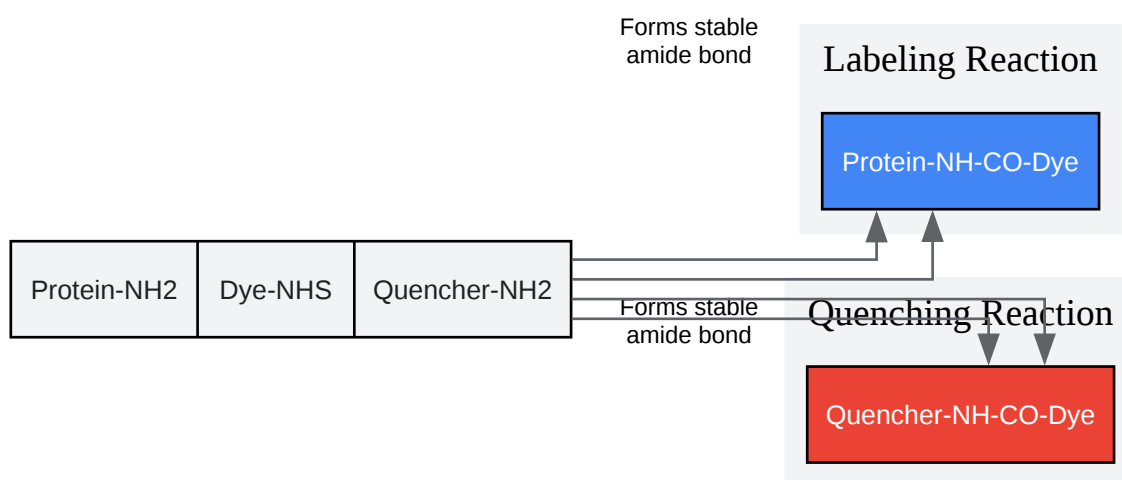 Forms stable
amide bond
Labeling Reaction
Protein-NH-CO-Dye
Protein-NH2
Dye-NHS
Quencher-NH2
Forms stable
amide bond
Quenching Reaction
Quencher-NH-CO-Dye